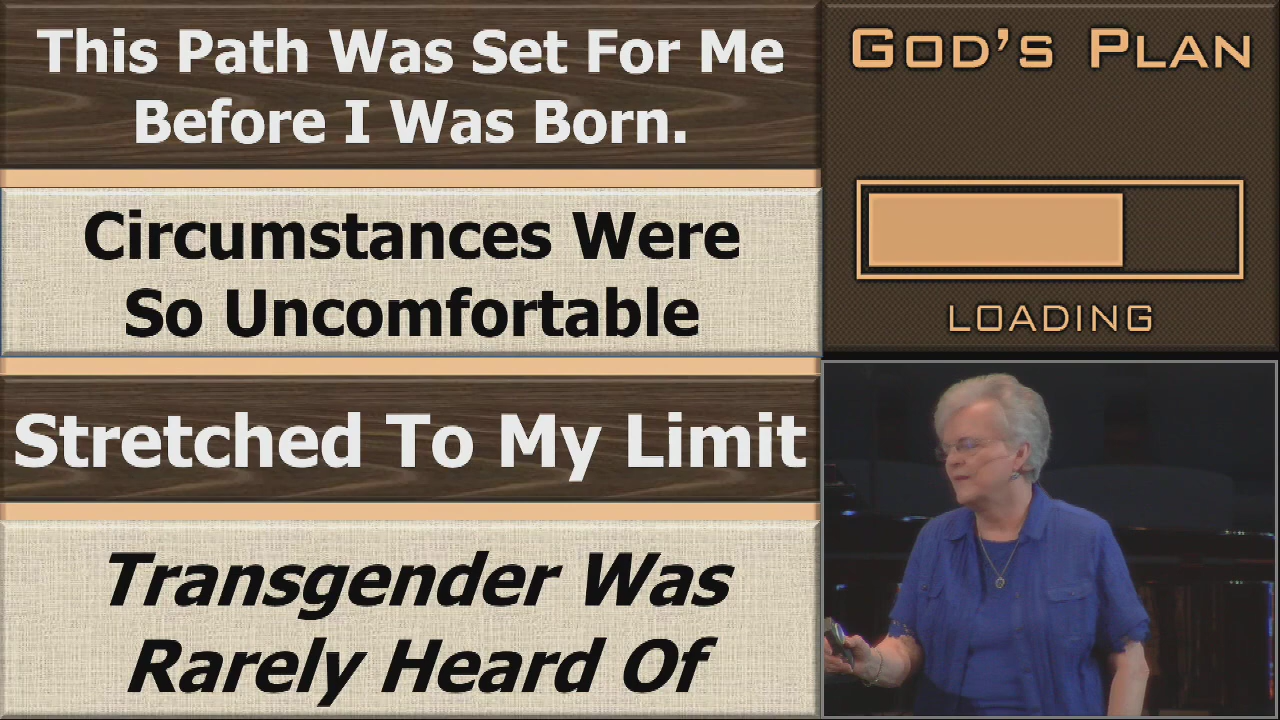 This Path Was Set For Me
Before I Was Born.
Circumstances Were
So Uncomfortable
Stretched To My Limit
Transgender Was
Rarely Heard Of
GOD'S PLAN
LOADING